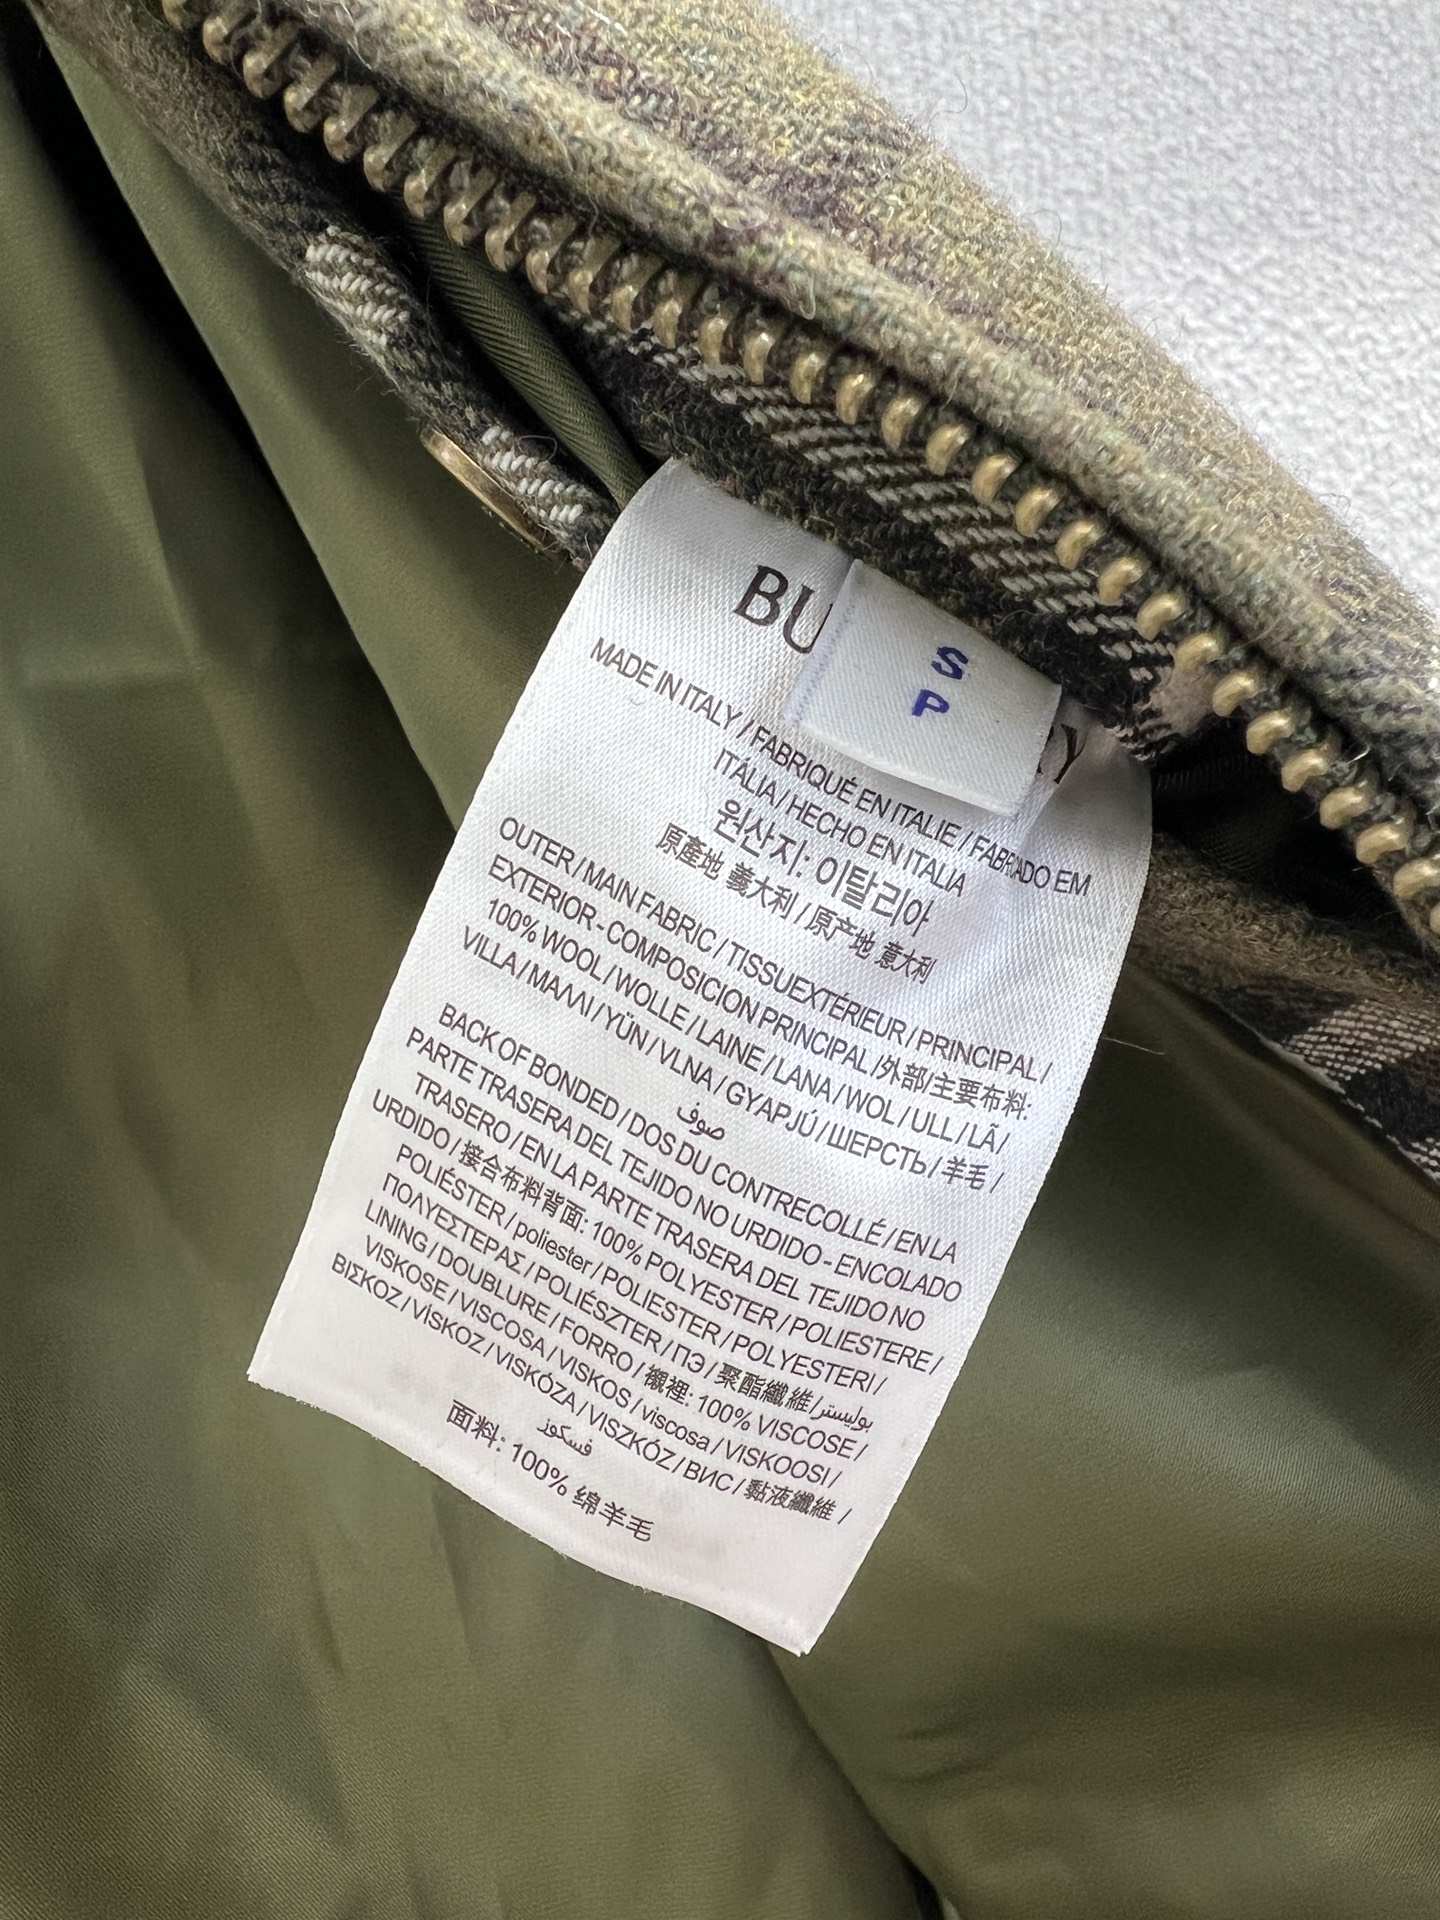 BU RY
S
P
MADE IN ITALY / FABRIQUÉ EN ITALIE / FABRICADO EM
ITÁLIA / HECHO EN ITALIA
원산지: 이탈리아
原產地 義大利 / 原产地 意大利
OUTER / MAIN FABRIC / TISSUEXTÉRIEUR / PRINCIPAL /
EXTERIOR - COMPOSICION PRINCIPAL /外部/主要布料:
100% WOOL / WOLLE / LAINE / LANA / WOL / ULL / LÃ /
VILLA / ΜΑΛΛΙ / YÜN / VLNA / GYAPJÚ / ШЕРСТЬ / 羊毛 /
صوف
BACK OF BONDED / DOS DU CONTRECOLLÉ / EN LA
PARTE TRASERA DEL TEJIDO NO URDIDO - ENCOLADO
TRASERO / EN LA PARTE TRASERA DEL TEJIDO NO
URDIDO / 接合布料背面: 100% POLYESTER / POLIESTERE /
POLIÉSTER / poliester / POLIESTER / POLYESTERI /
ΠΟΛΥΕΣΤΕΡΑΣ / POLIÉSZTER / ПЭ / 聚酯纖維/بوليستر
LINING / DOUBLURE / FORRO / 襯裡: 100% VISCOSE /
VISKOSE / VISCOSA / VISKOS / viscosa / VISKOOSI /
ΒΙΣΚΟΖ / VİSKOZ / VISKÓZA / VISZKÓZ / ВИС / 黏液纖維 /
فسكوز
面料: 100% 绵羊毛